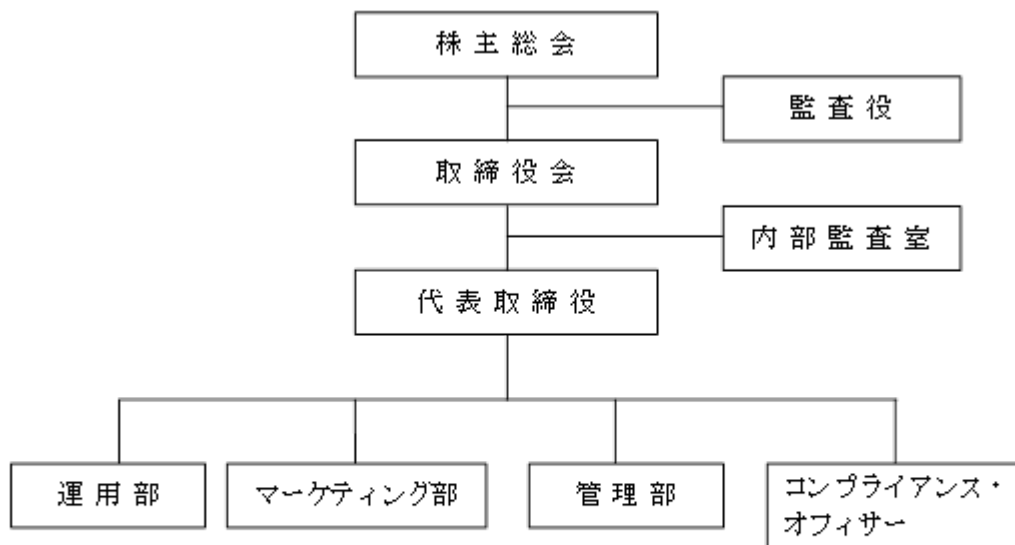 株主総会
監査役
取締役会
内部監査室
代表取締役
運用部
マーケティング部
管理部
コンプライアンス・
オフィサー